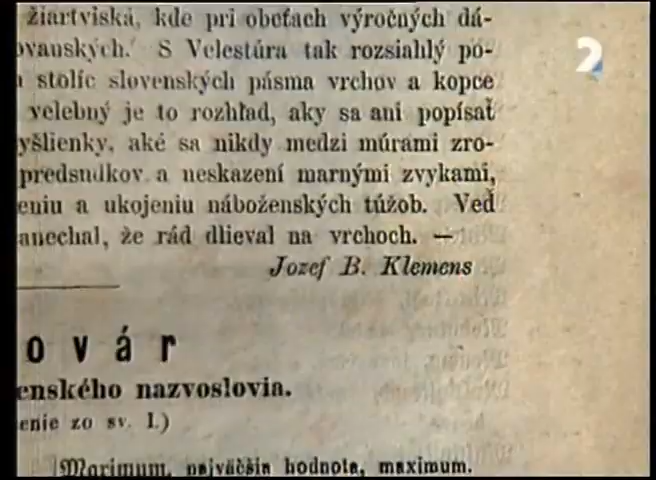 žiartviská, kde pri obeťach výročných dá-
ovanských. S Velestúra tak rozsiahlý po-
stolíc slovenských pásma vrchov a kopce
velebný je to rozhľad, aky sa ani popísať
yšlienky, aké sa nikdy medzi múrami zro-
predsudkov a neskazení marnými zvykami,
eniu a ukojeniu náboženských túžob. Veď
anechal, že rád dlieval na vrchoch. —
Jozef B. Klemens
ovár
enského nazvoslovia.
enie zo sv. I.)
Maximum, najväčšia hodnota, maximum.
2